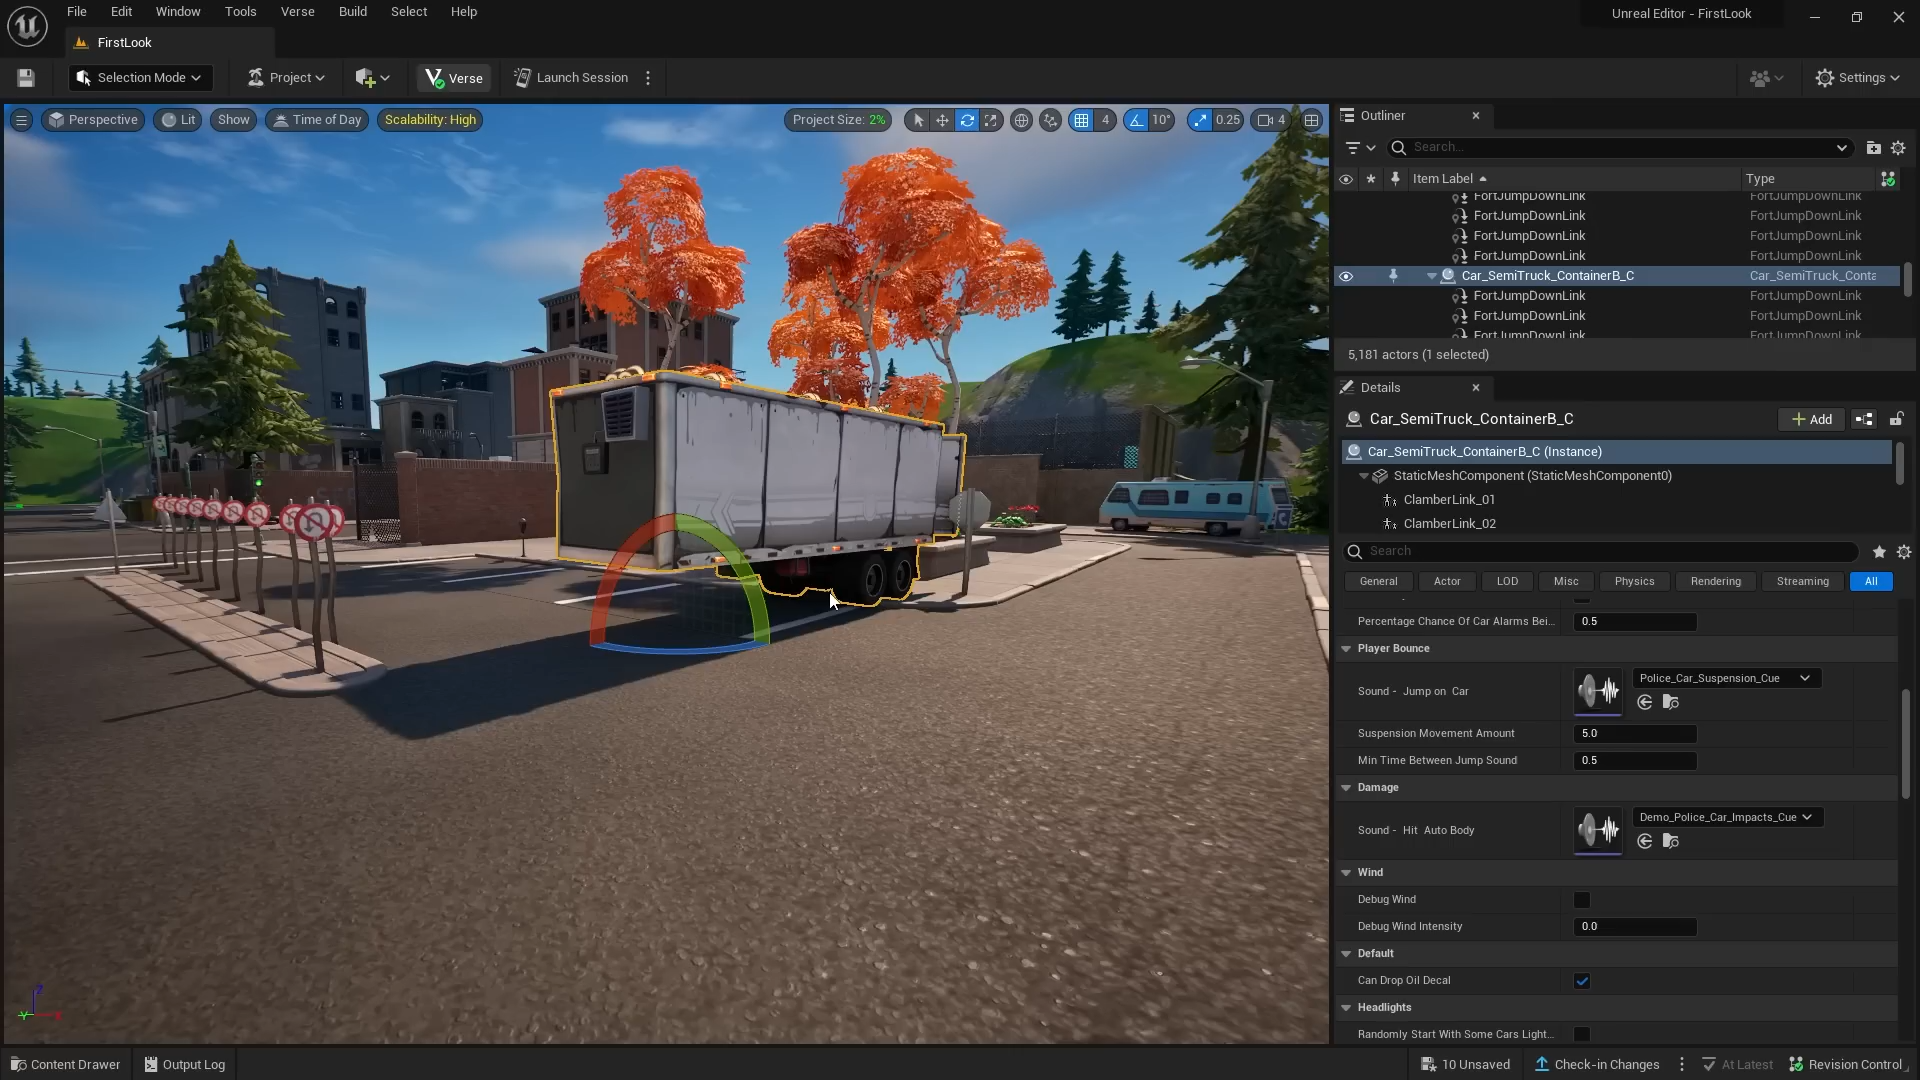 File Edit Window Tools Verse Build Select Help
Unreal Editor - FirstLook
FirstLook
Selection Mode
Project
Verse
Launch Session
Settings
Perspective
Lit
Show
Time of Day
Scalability: High
Project Size: 2%
4
10°
0.25
4
Outliner
Search...
Item Label
Type
FortJumpDownLink FortJumpDownLink
FortJumpDownLink FortJumpDownLink
FortJumpDownLink FortJumpDownLink
FortJumpDownLink FortJumpDownLink
Car_SemiTruck_ContainerB_C Car_SemiTruck_Conta
FortJumpDownLink FortJumpDownLink
FortJumpDownLink FortJumpDownLink
FortJumpDownLink FortJumpDownLink
5,181 actors (1 selected)
Details
Car_SemiTruck_ContainerB_C
Add
Car_SemiTruck_ContainerB_C (Instance)
StaticMeshComponent (StaticMeshComponent0)
ClamberLink_01
ClamberLink_02
Search
General Actor LOD Misc Physics Rendering Streaming All
Percentage Chance Of Car Alarms Bei... 0.5
Player Bounce
Sound - Jump on Car
Police_Car_Suspension_Cue
Suspension Movement Amount 5.0
Min Time Between Jump Sound 0.5
Damage
Sound - Hit Auto Body
Demo_Police_Car_Impacts_Cue
Wind
Debug Wind
Debug Wind Intensity 0.0
Default
Can Drop Oil Decal
Headlights
Randomly Start With Some Cars Light...
Z
Y
X
Content Drawer
Output Log
10 Unsaved
Check-in Changes
At Latest
Revision Control